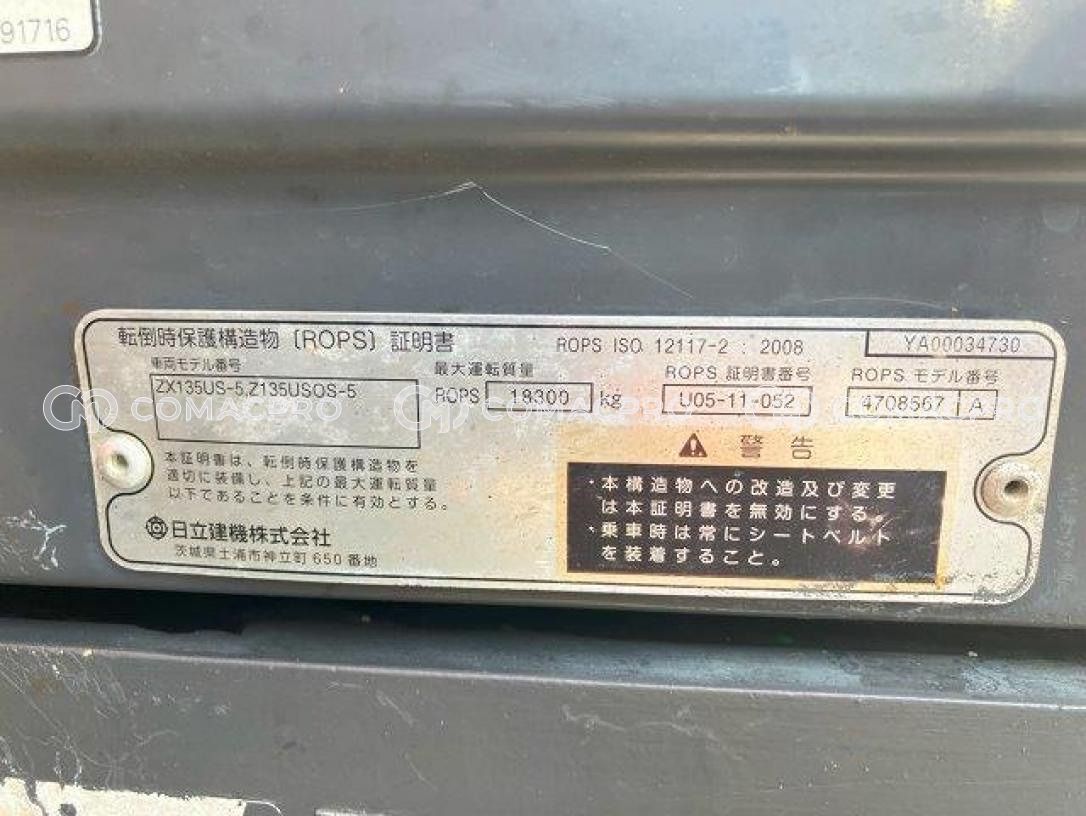 91716
転倒時保護構造物 [ROPS] 証明書
ROPS ISO 12117-2 : 2008
YA00034730
車両モデル番号
ZX135US-5,Z135USOS-5
最大運転質量
ROPS 18300 kg
ROPS 証明書番号
U05-11-052
ROPS モデル番号
4708567 A
本証明書は、転倒時保護構造物を
適切に装備し、上記の最大運転質量
以下であることを条件に有効とする。
日立建機株式会社
茨城県土浦市神立町 650 番地
警告
・本構造物への改造及び変更
は本証明書を無効にする。
・乗車時は常にシートベルト
を装着すること。
COMACPRO COMACPRO COMACPRO